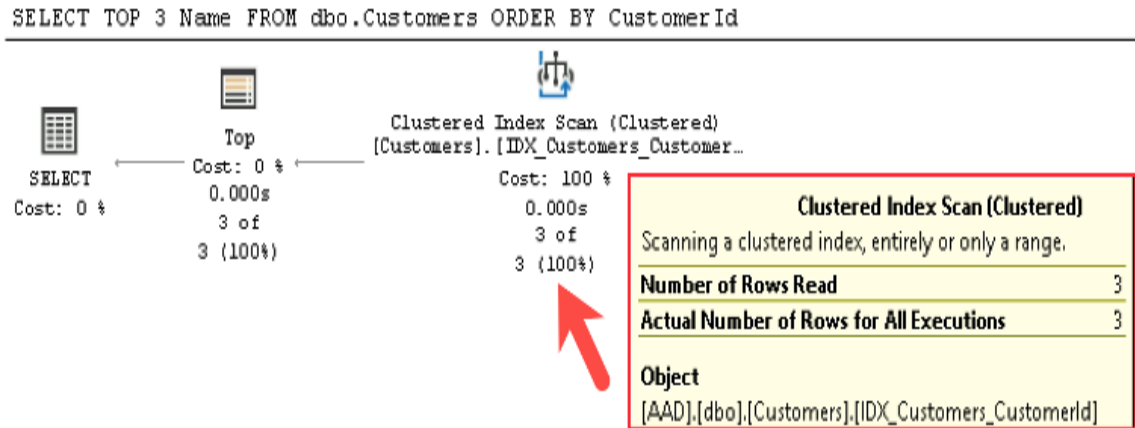 SELECT TOP 3 Name FROM dbo.Customers ORDER BY CustomerId
SELECT
Cost: 0 %
Top
Cost: 0 %
0.000s
3 of
3 (100%)
Clustered Index Scan (Clustered)
[Customers].[IDX_Customers_Customer…
Cost: 100 %
0.000s
3 of
3 (100%)
Clustered Index Scan (Clustered)
Scanning a clustered index, entirely or only a range.
Number of Rows Read 3
Actual Number of Rows for All Executions 3
Object
[AAD].[dbo].[Customers].[IDX_Customers_CustomerId]